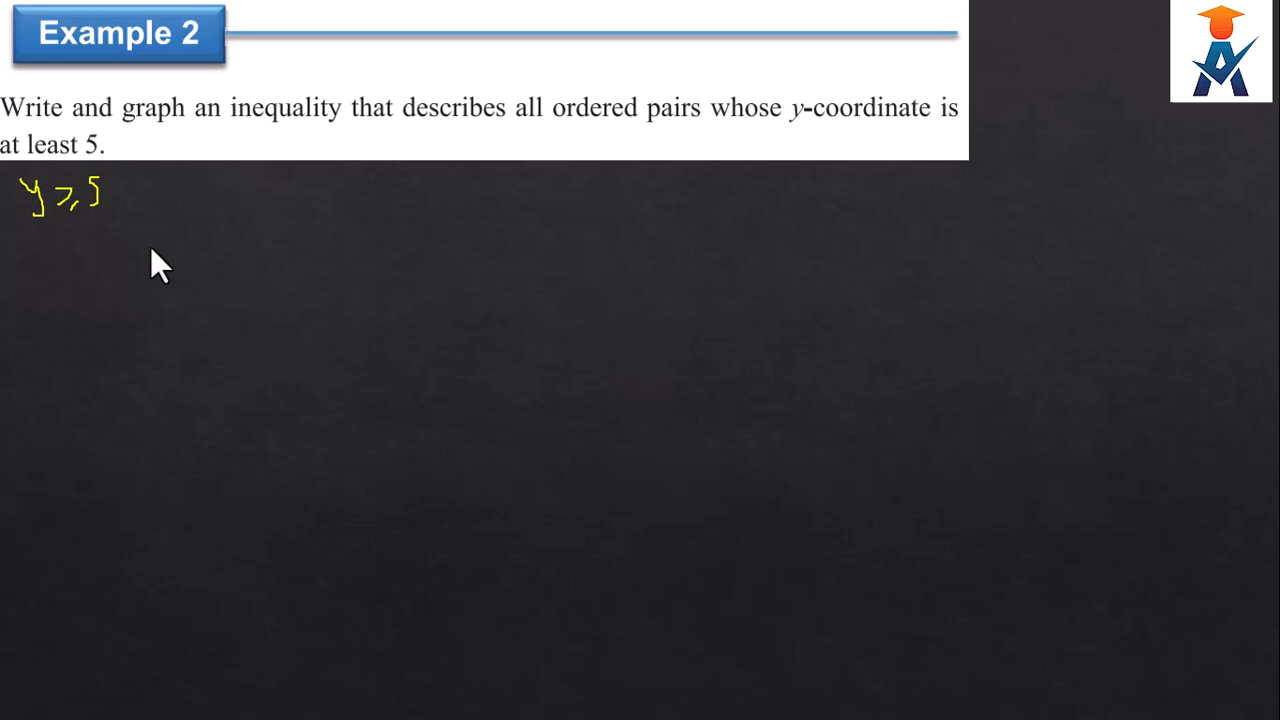 Example 2
Write and graph an inequality that describes all ordered pairs whose y-coordinate is
at least 5.
y ≥ 5